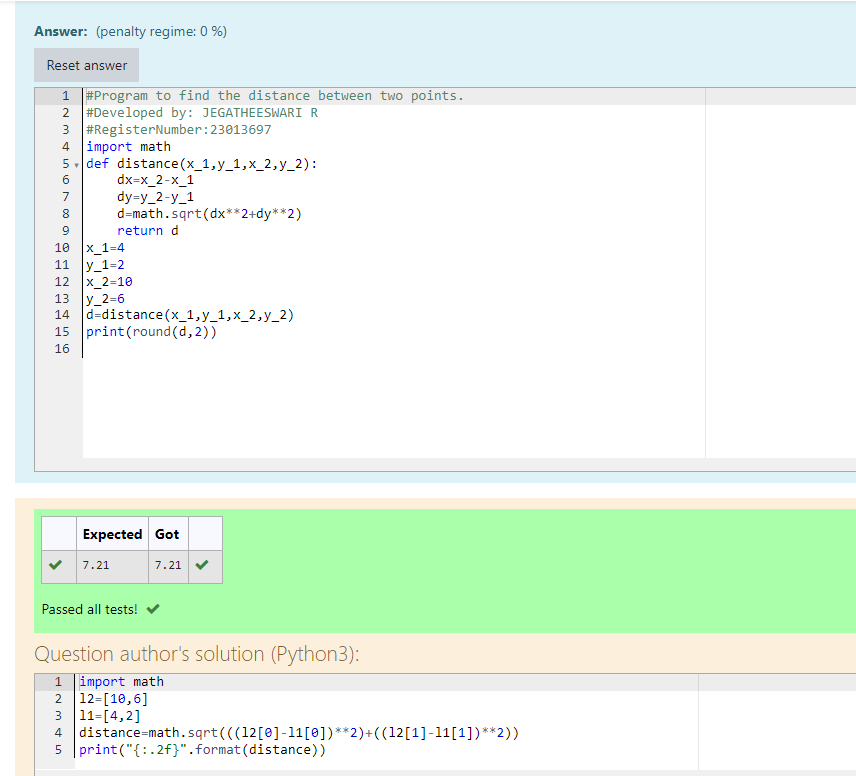 Answer: (penalty regime: 0 %)
Reset answer
1 #Program to find the distance between two points.
2 #Developed by: JEGATHEESWARI R
3 #RegisterNumber:23013697
4 import math
5 def distance(x_1,y_1,x_2,y_2):
6     dx=x_2-x_1
7     dy=y_2-y_1
8     d=math.sqrt(dx**2+dy**2)
9     return d
10 x_1=4
11 y_1=2
12 x_2=10
13 y_2=6
14 d=distance(x_1,y_1,x_2,y_2)
15 print(round(d,2))
16
Expected Got
7.21 7.21
Passed all tests!
Question author's solution (Python3):
1 import math
2 l2=[10,6]
3 l1=[4,2]
4 distance=math.sqrt(((l2[0]-l1[0])**2)+((l2[1]-l1[1])**2))
5 print("{:.2f}".format(distance))